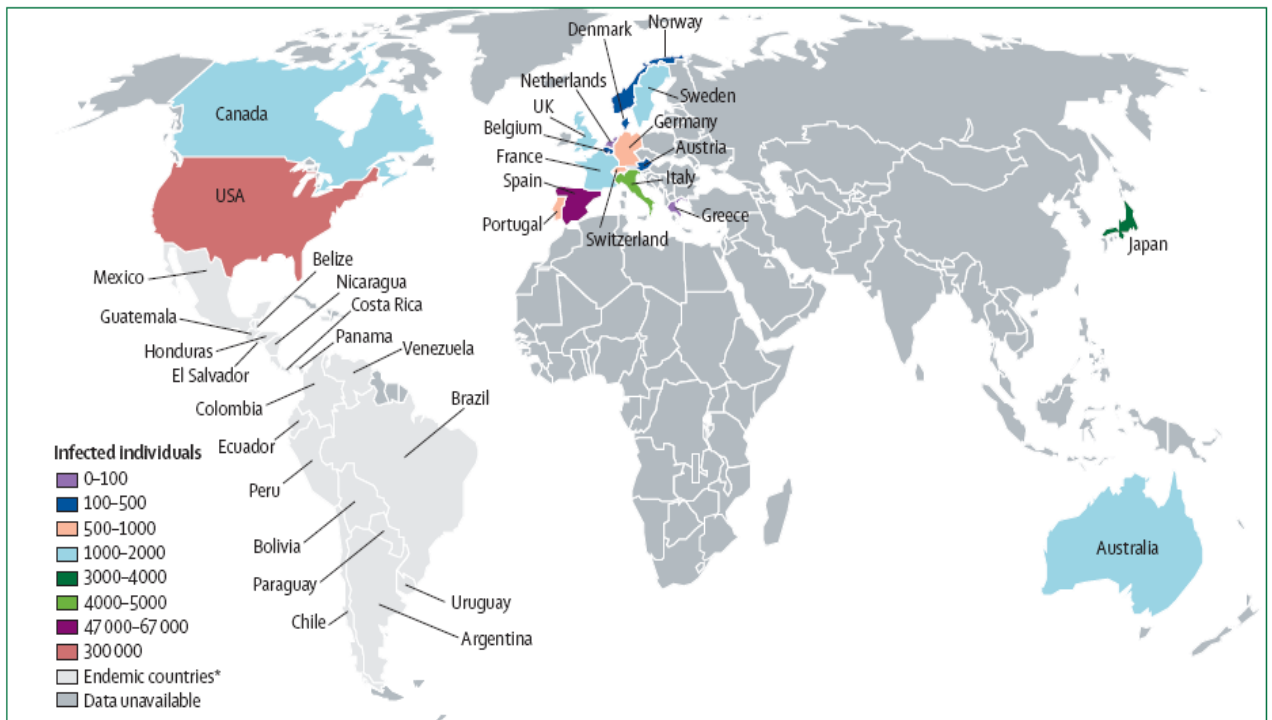 Norway
Denmark
Netherlands
UK
Sweden
Canada
Germany
Belgium
Austria
France
Italy
Spain
USA
Greece
Portugal
Switzerland
Japan
Belize
Mexico
Nicaragua
Costa Rica
Guatemala
Panama
Honduras
Venezuela
El Salvador
Brazil
Colombia
Ecuador
Peru
Bolivia
Australia
Paraguay
Uruguay
Chile
Argentina
Infected individuals
0–100
100–500
500–1000
1000–2000
3000–4000
4000–5000
47 000–67 000
300 000
Endemic countries*
Data unavailable